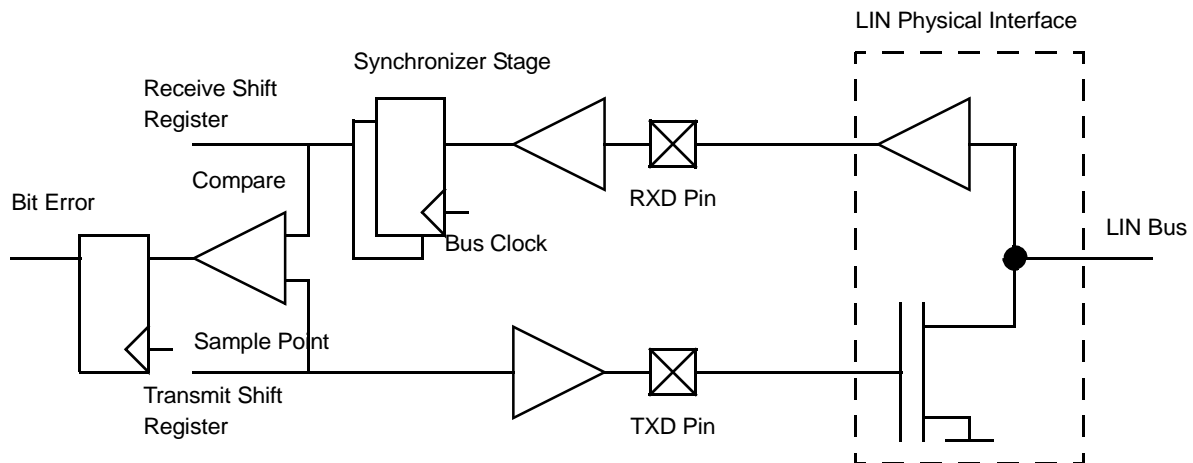 LIN Physical Interface
Synchronizer Stage
Receive Shift
Register
Compare
RXD Pin
Bit Error
Bus Clock
LIN Bus
Sample Point
Transmit Shift
Register
TXD Pin